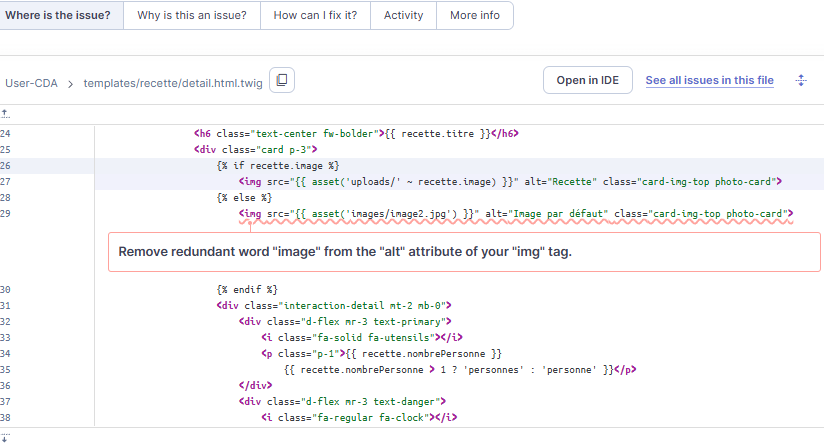 Where is the issue? Why is this an issue? How can I fix it? Activity More info
User-CDA > templates/recette/detail.html.twig Open in IDE See all issues in this file
24 <h6 class="text-center fw-bolder">{{ recette.titre }}</h6>
25 <div class="card p-3">
26 {% if recette.image %}
27 <img src="{{ asset('uploads/' ~ recette.image) }}" alt="Recette" class="card-img-top photo-card">
28 {% else %}
29 <img src="{{ asset('images/image2.jpg') }}" alt="Image par défaut" class="card-img-top photo-card">
Remove redundant word "image" from the "alt" attribute of your "img" tag.
30 {% endif %}
31 <div class="interaction-detail mt-2 mb-0">
32 <div class="d-flex mr-3 text-primary">
33 <i class="fa-solid fa-utensils"></i>
34 <p class="p-1">{{ recette.nombrePersonne }}
35 {{ recette.nombrePersonne > 1 ? 'personnes' : 'personne' }}</p>
36 </div>
37 <div class="d-flex mr-3 text-danger">
38 <i class="fa-regular fa-clock"></i>